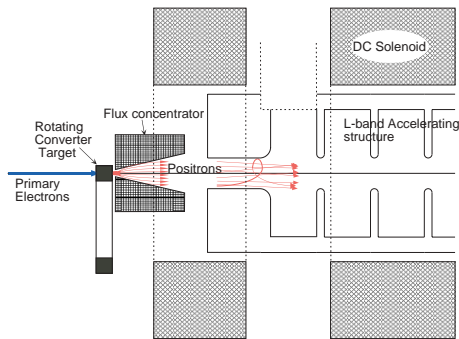 DC Solenoid
Flux concentrator
Rotating
Converter
Target
L-band Accelerating
structure
Positrons
Primary
Electrons